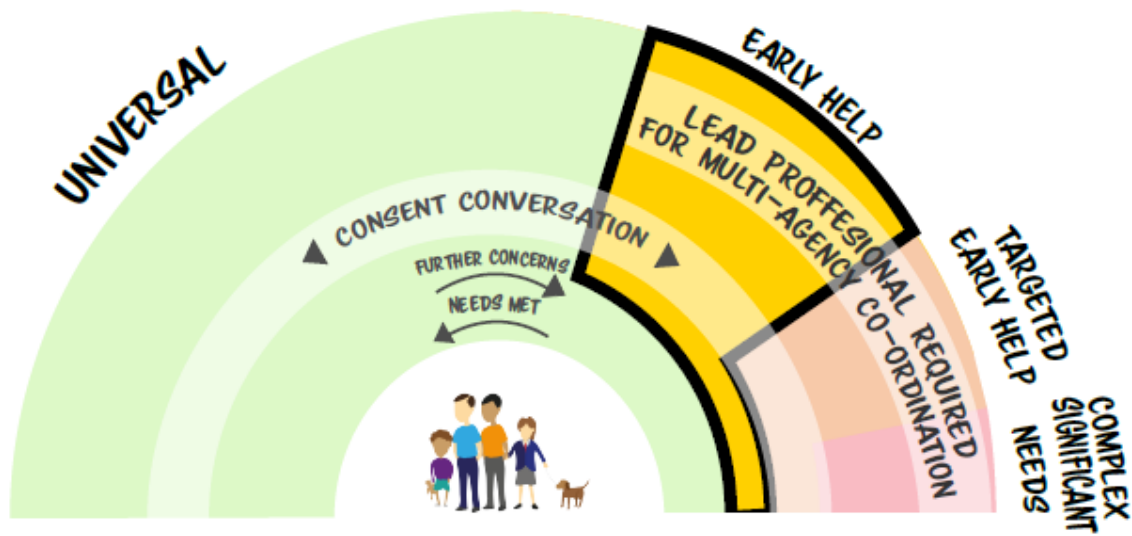 UNIVERSAL
EARLY HELP
LEAD PROFFESIONAL REQUIRED
FOR MULTI-AGENCY CO-ORDINATION
CONSENT CONVERSATION
FURTHER CONCERNS
NEEDS MET
TARGETED
EARLY HELP
COMPLEX
SIGNIFICANT
NEEDS